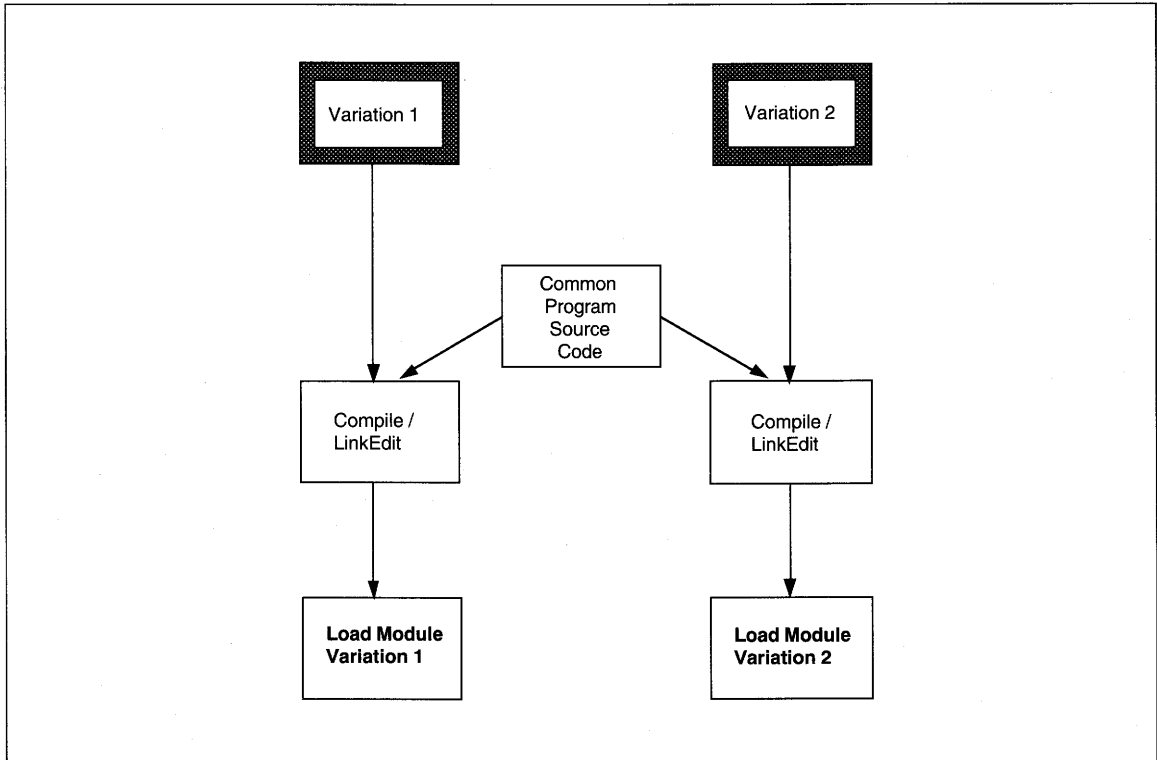 Variation 1
Variation 2
Common
Program
Source
Code
Compile /
LinkEdit
Compile /
LinkEdit
Load Module
Variation 1
Load Module
Variation 2